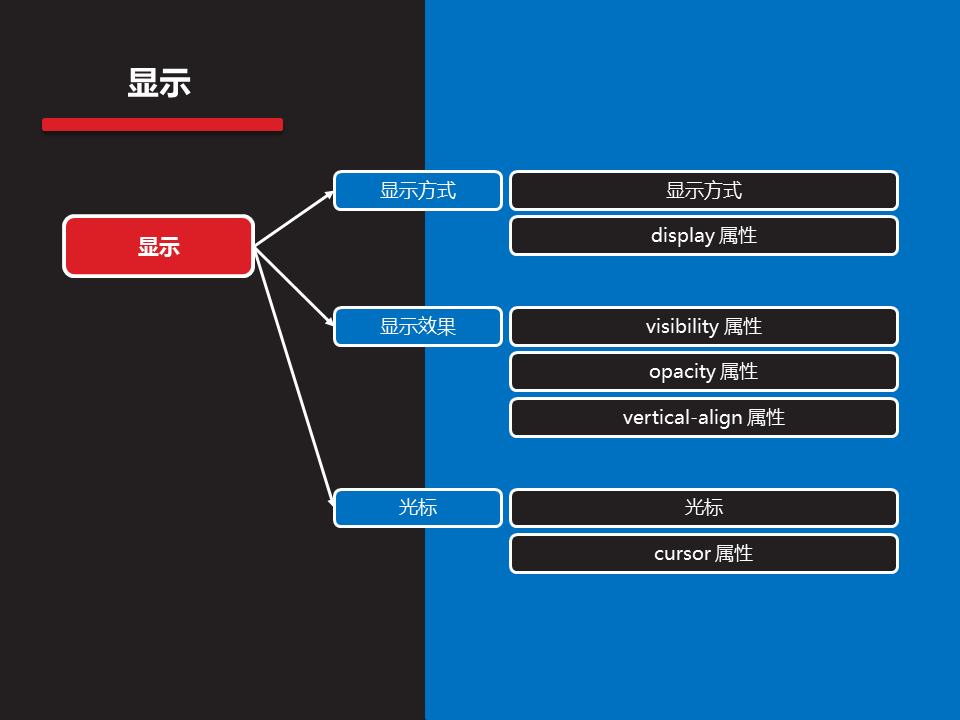 显示
显示
显示方式
显示方式
display 属性
显示效果
visibility 属性
opacity 属性
vertical-align 属性
光标
光标
cursor 属性